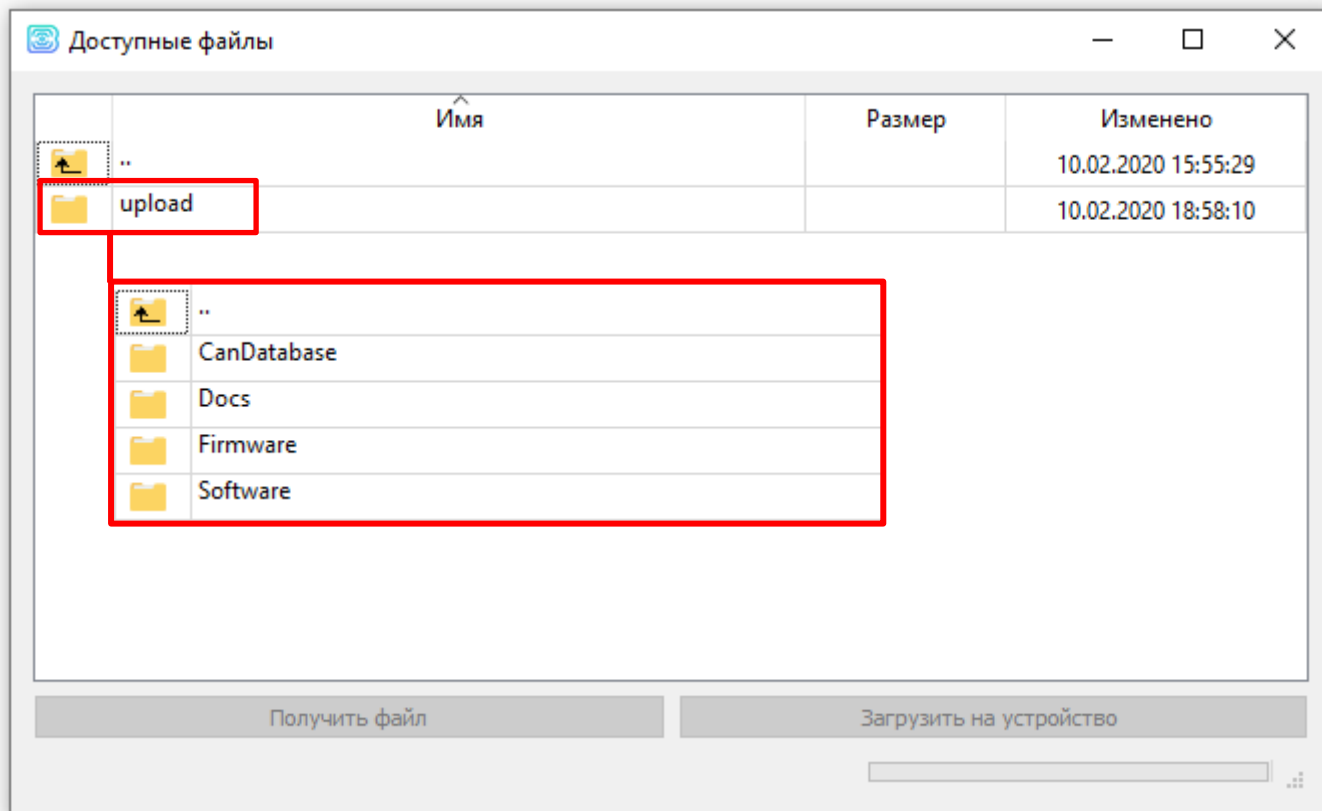 Доступные файлы
Имя Размер Изменено
.. 10.02.2020 15:55:29
upload 10.02.2020 18:58:10
..
CanDatabase
Docs
Firmware
Software
Получить файл Загрузить на устройство